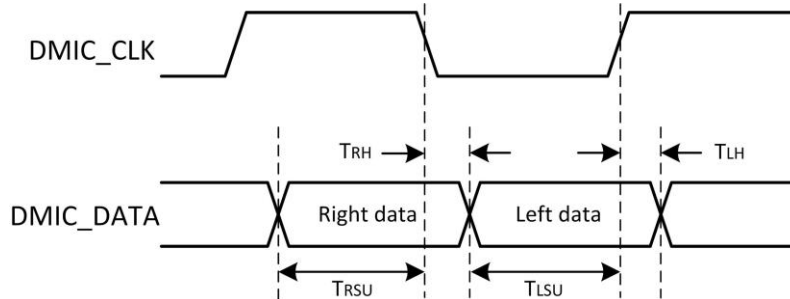 DMIC_CLK
TRH
TLH
DMIC_DATA
Right data
Left data
TRSU
TLSU